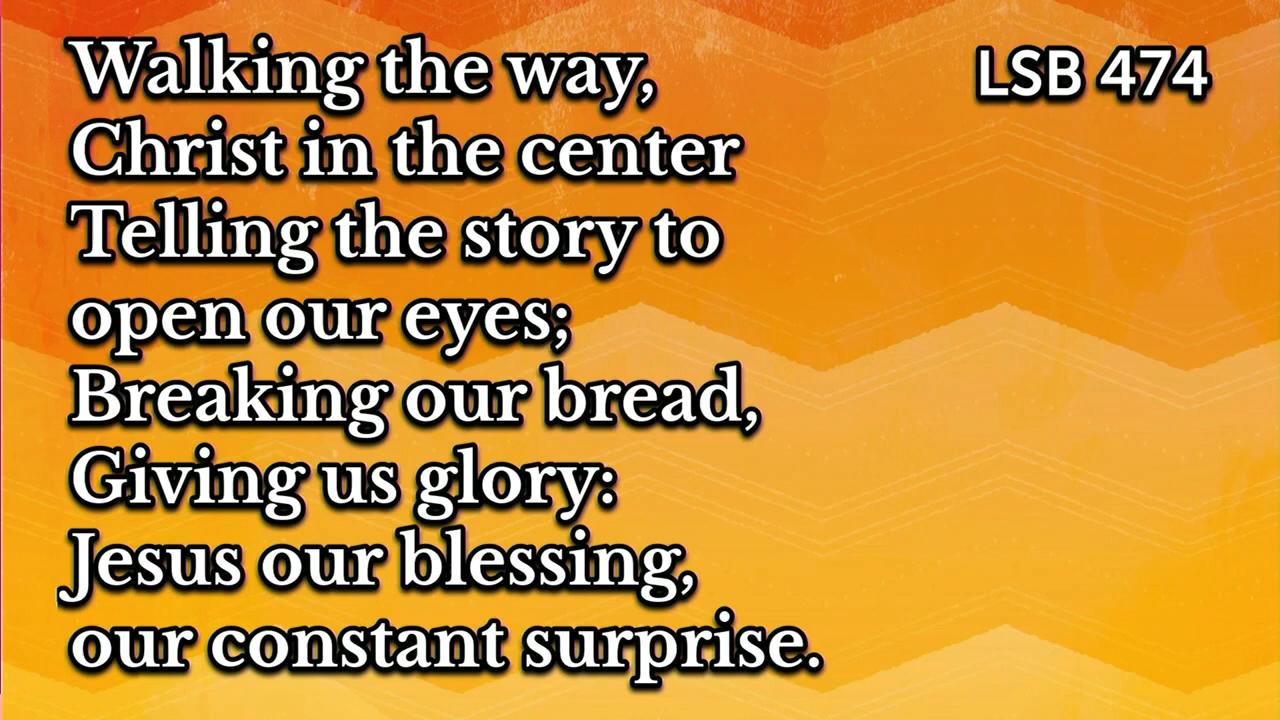 Walking the way,
Christ in the center
Telling the story to
open our eyes;
Breaking our bread,
Giving us glory:
Jesus our blessing,
our constant surprise.
LSB 474